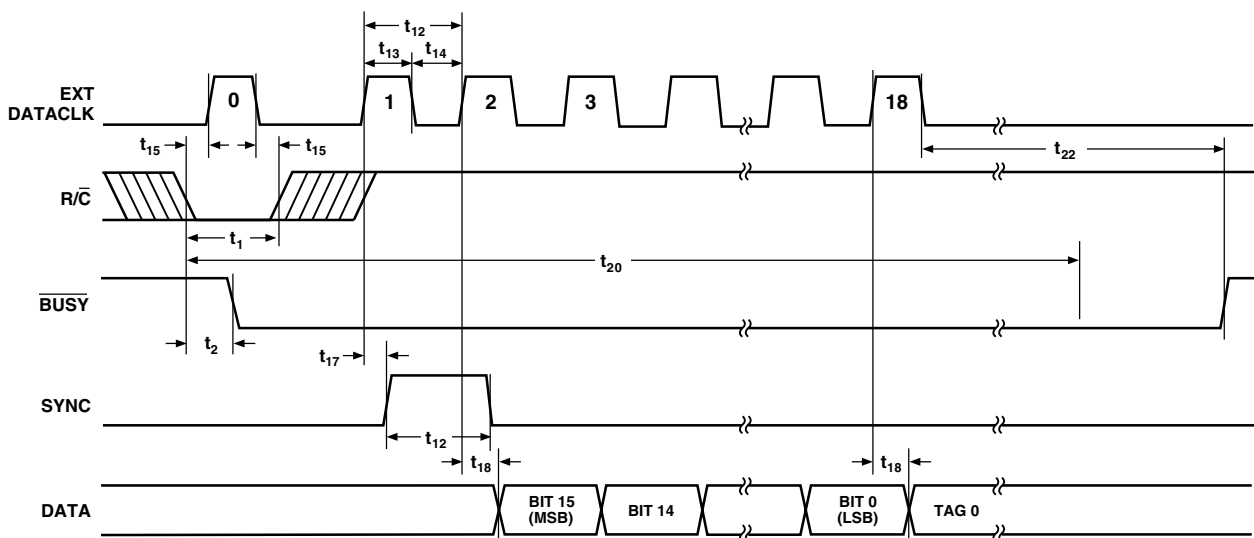 t12
t13 t14
EXT
DATACLK
0 1 2 3 18
t15 t15
t22
R/C̅
t1
t20
B̅U̅S̅Y̅
t2
t17
SYNC
t12
t18 t18
DATA
BIT 15
(MSB)
BIT 14
BIT 0
(LSB)
TAG 0